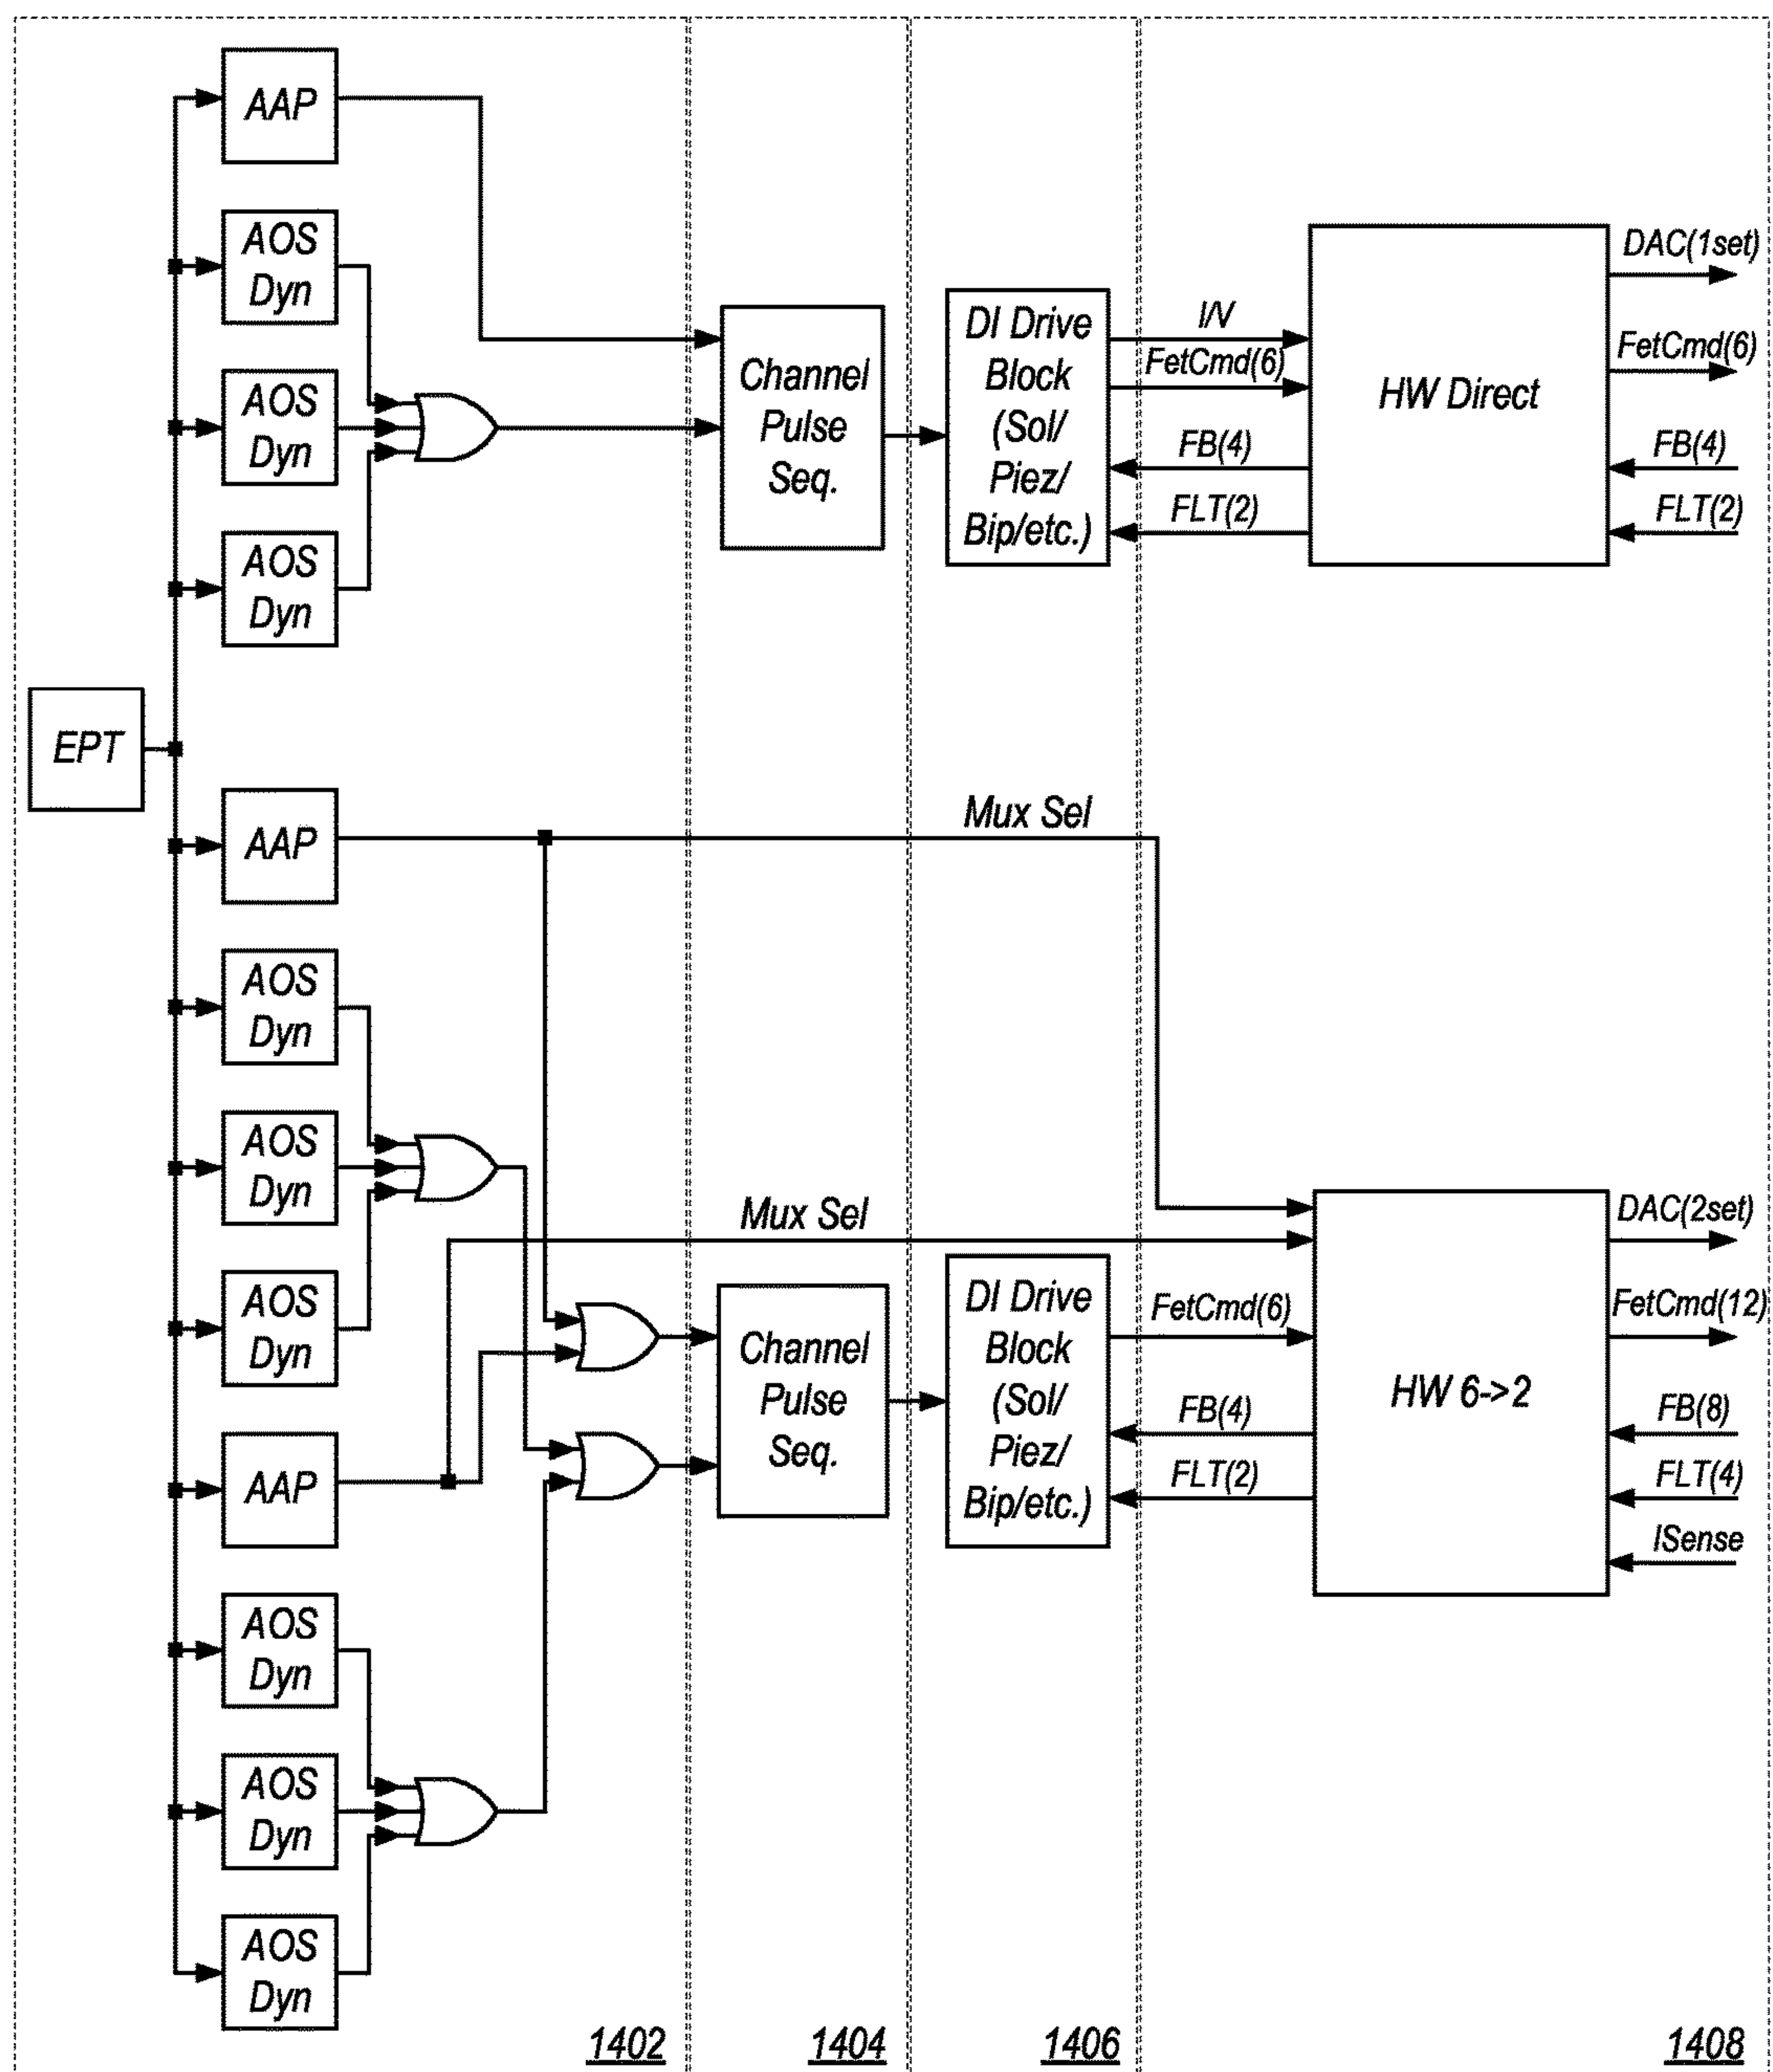 AAP
AOS
Dyn
AOS
Dyn
AOS
Dyn
Channel
Pulse
Seq.
DI Drive
Block
(Sol/
Piez/
Bip/etc.)
I/V
FetCmd(6)
FB(4)
FLT(2)
HW Direct
DAC(1set)
FetCmd(6)
FB(4)
FLT(2)
EPT
AAP
Mux Sel
AOS
Dyn
AOS
Dyn
AOS
Dyn
Mux Sel
Channel
Pulse
Seq.
DI Drive
Block
(Sol/
Piez/
Bip/etc.)
FetCmd(6)
FB(4)
FLT(2)
HW 6->2
DAC(2set)
FetCmd(12)
FB(8)
FLT(4)
ISense
AAP
AOS
Dyn
AOS
Dyn
AOS
Dyn
1402
1404
1406
1408